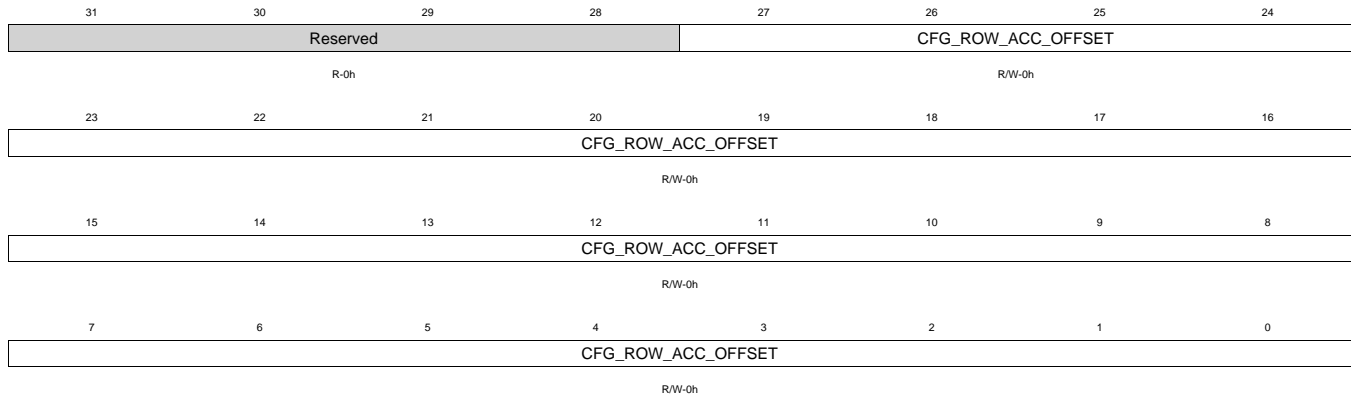 31 30 29 28 27 26 25 24
Reserved CFG_ROW_ACC_OFFSET
R-0h R/W-0h
23 22 21 20 19 18 17 16
CFG_ROW_ACC_OFFSET
R/W-0h
15 14 13 12 11 10 9 8
CFG_ROW_ACC_OFFSET
R/W-0h
7 6 5 4 3 2 1 0
CFG_ROW_ACC_OFFSET
R/W-0h